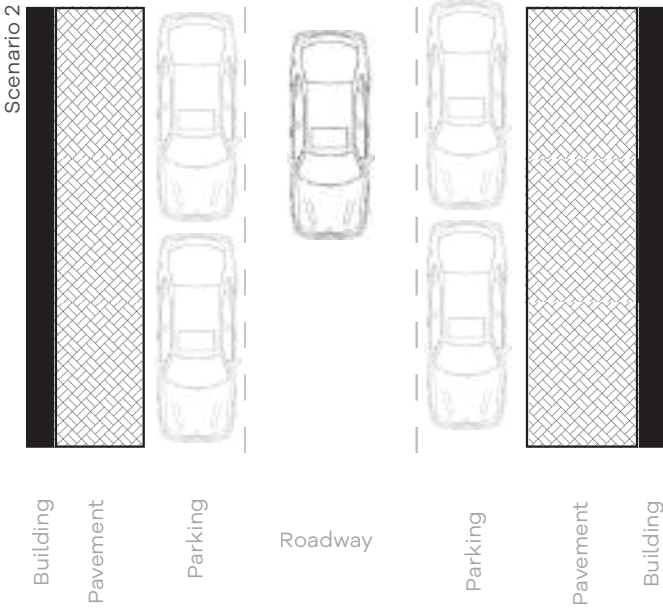 Scenario 2
Building
Pavement
Parking
Roadway
Parking
Pavement
Building